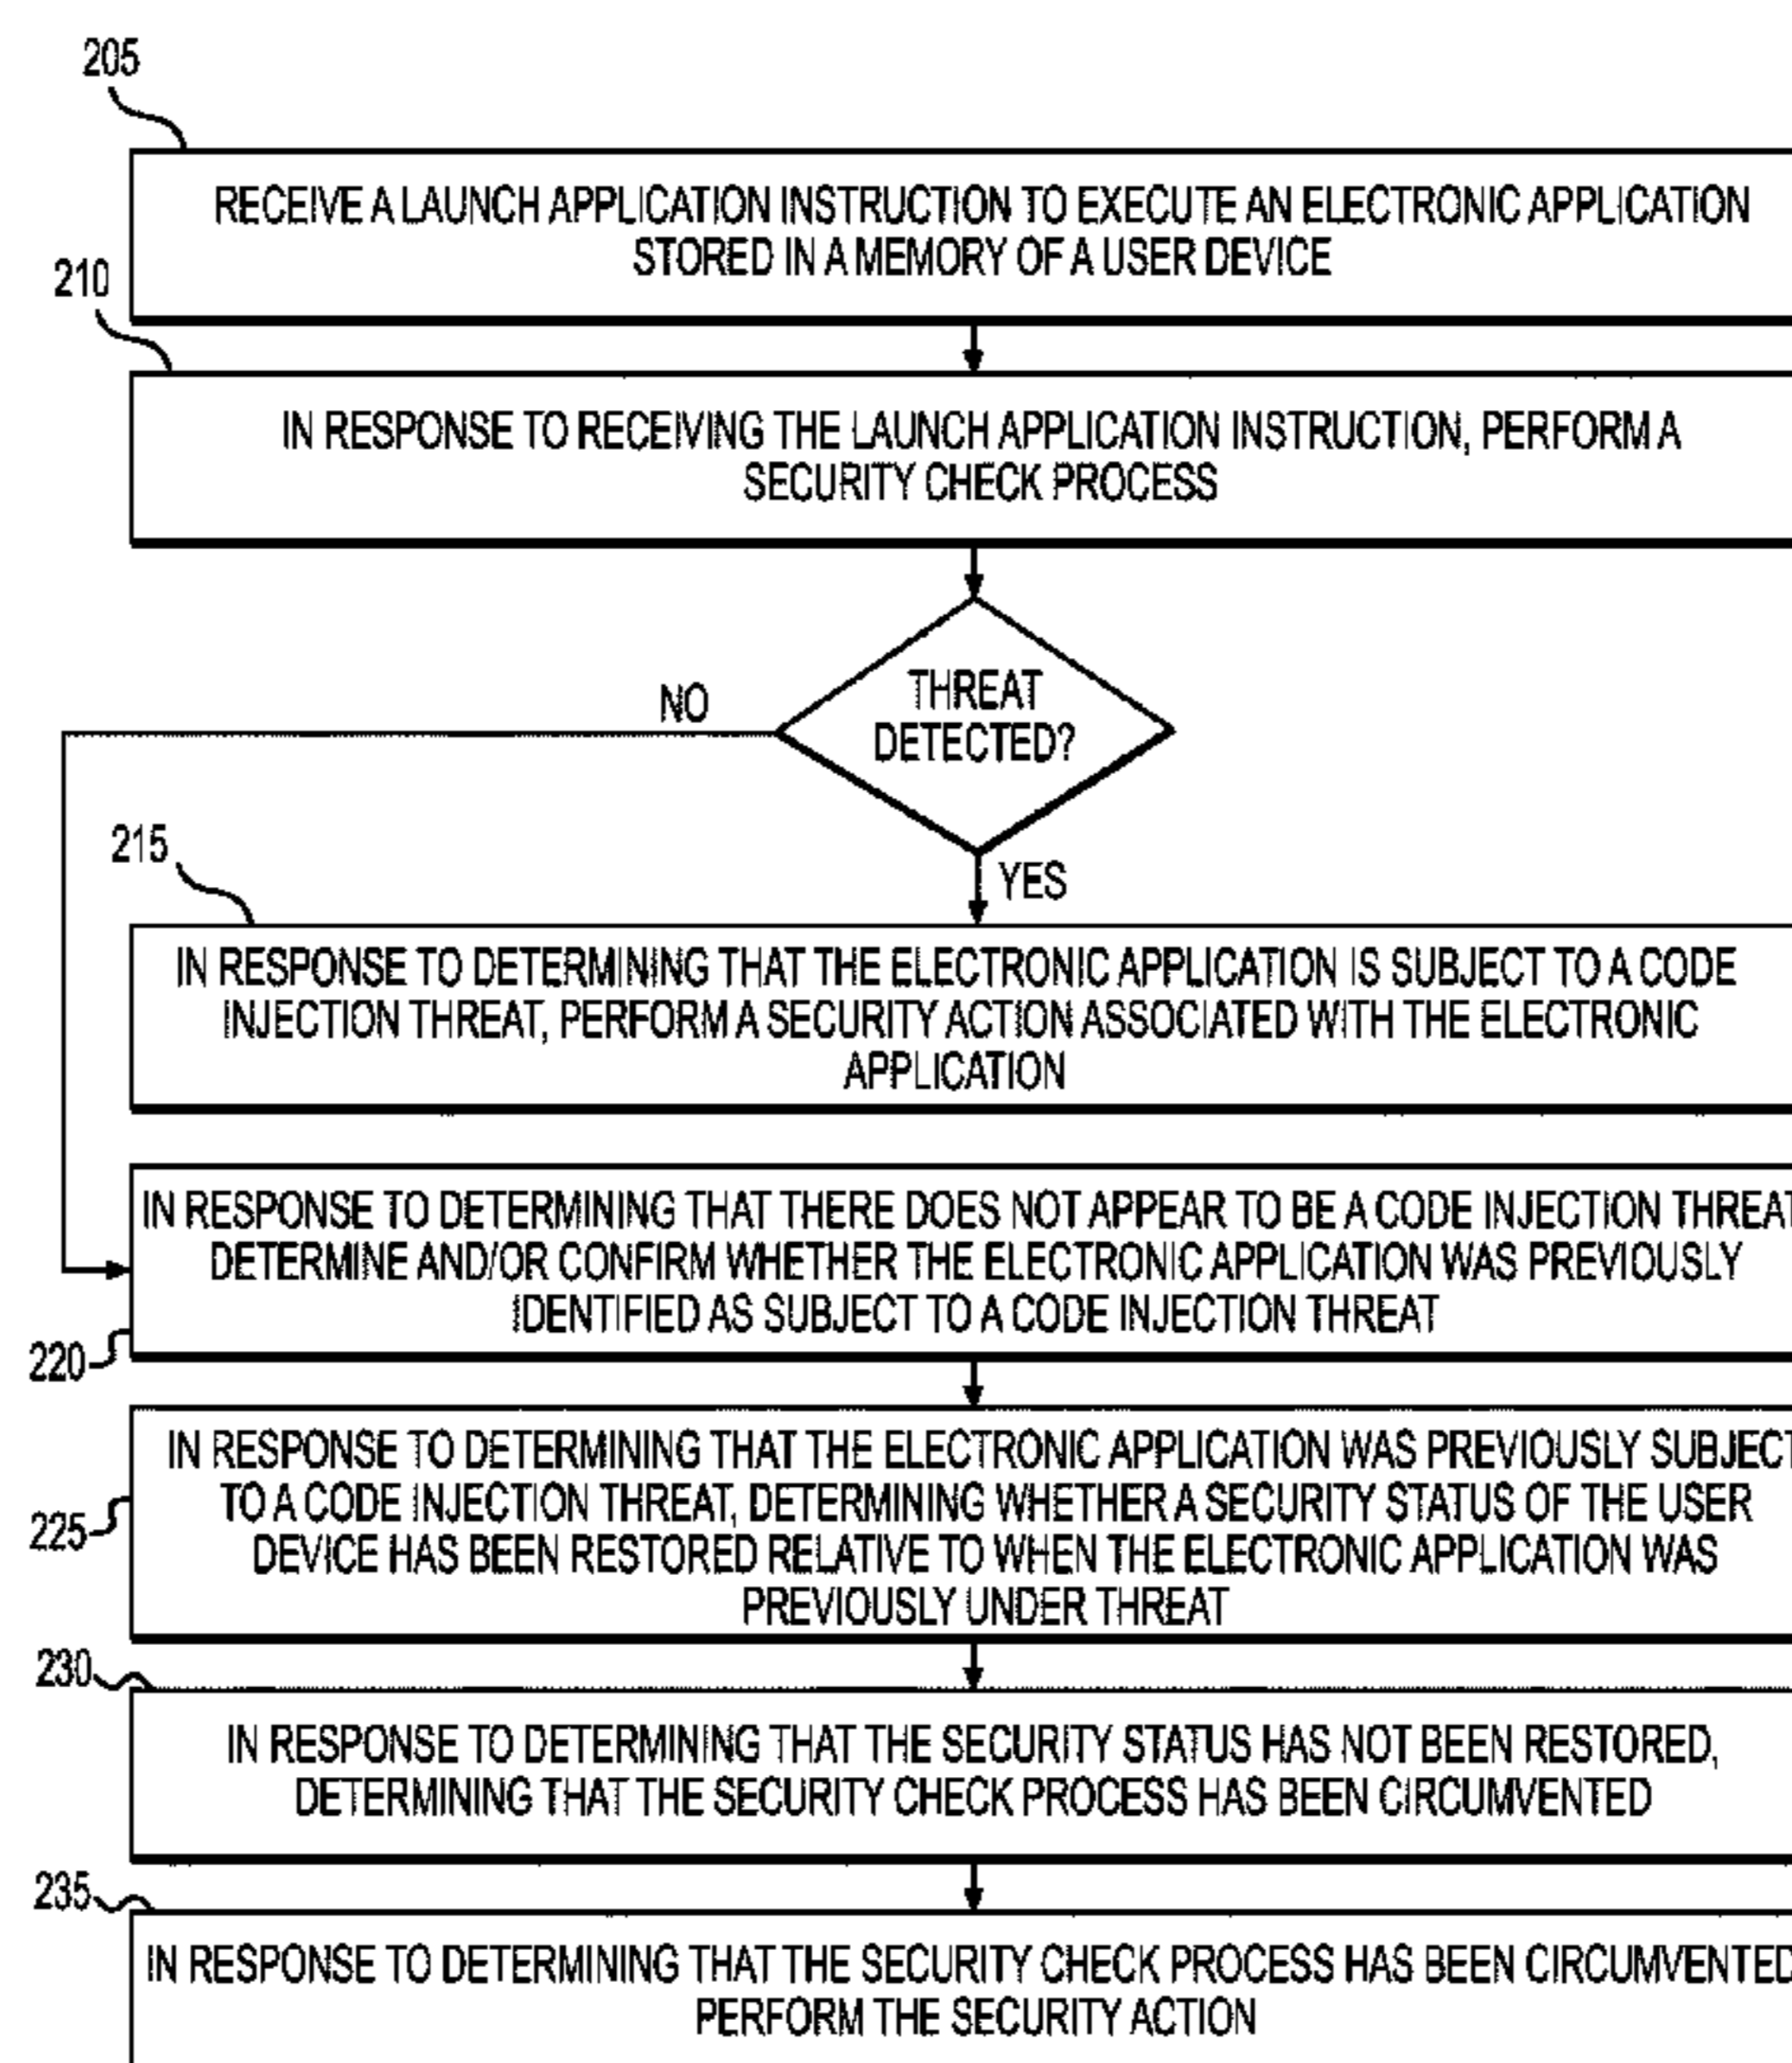 205
RECEIVE A LAUNCH APPLICATION INSTRUCTION TO EXECUTE AN ELECTRONIC APPLICATION
STORED IN A MEMORY OF A USER DEVICE
210
IN RESPONSE TO RECEIVING THE LAUNCH APPLICATION INSTRUCTION, PERFORM A
SECURITY CHECK PROCESS
THREAT
DETECTED?
NO
YES
215
IN RESPONSE TO DETERMINING THAT THE ELECTRONIC APPLICATION IS SUBJECT TO A CODE
INJECTION THREAT, PERFORM A SECURITY ACTION ASSOCIATED WITH THE ELECTRONIC
APPLICATION
IN RESPONSE TO DETERMINING THAT THERE DOES NOT APPEAR TO BE A CODE INJECTION THREAT
DETERMINE AND/OR CONFIRM WHETHER THE ELECTRONIC APPLICATION WAS PREVIOUSLY
IDENTIFIED AS SUBJECT TO A CODE INJECTION THREAT
220
IN RESPONSE TO DETERMINING THAT THE ELECTRONIC APPLICATION WAS PREVIOUSLY SUBJECT
TO A CODE INJECTION THREAT, DETERMINING WHETHER A SECURITY STATUS OF THE USER
DEVICE HAS BEEN RESTORED RELATIVE TO WHEN THE ELECTRONIC APPLICATION WAS
PREVIOUSLY UNDER THREAT
225
230
IN RESPONSE TO DETERMINING THAT THE SECURITY STATUS HAS NOT BEEN RESTORED,
DETERMINING THAT THE SECURITY CHECK PROCESS HAS BEEN CIRCUMVENTED
235
IN RESPONSE TO DETERMINING THAT THE SECURITY CHECK PROCESS HAS BEEN CIRCUMVENTED
PERFORM THE SECURITY ACTION